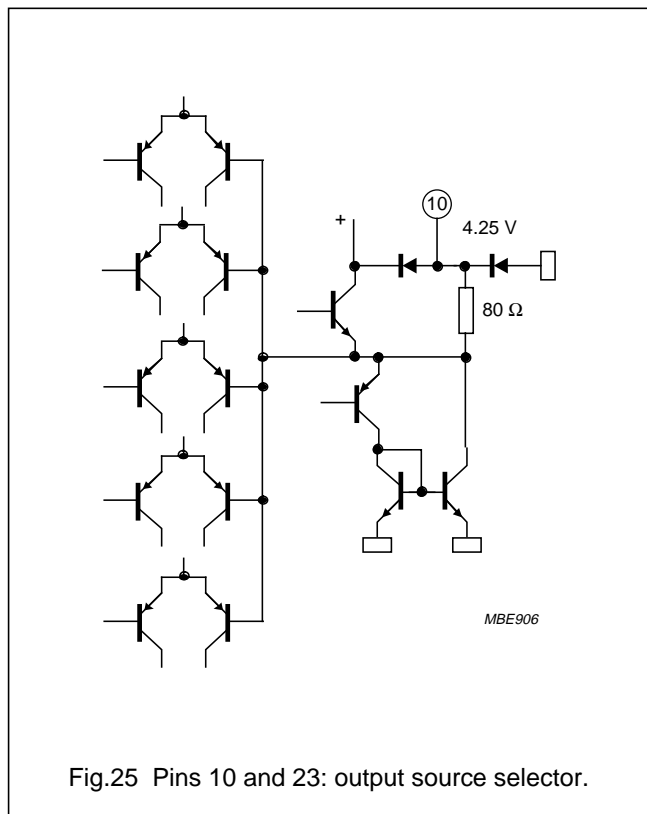 10
+
4.25 V
80 Ω
MBE906
Fig.25 Pins 10 and 23: output source selector.